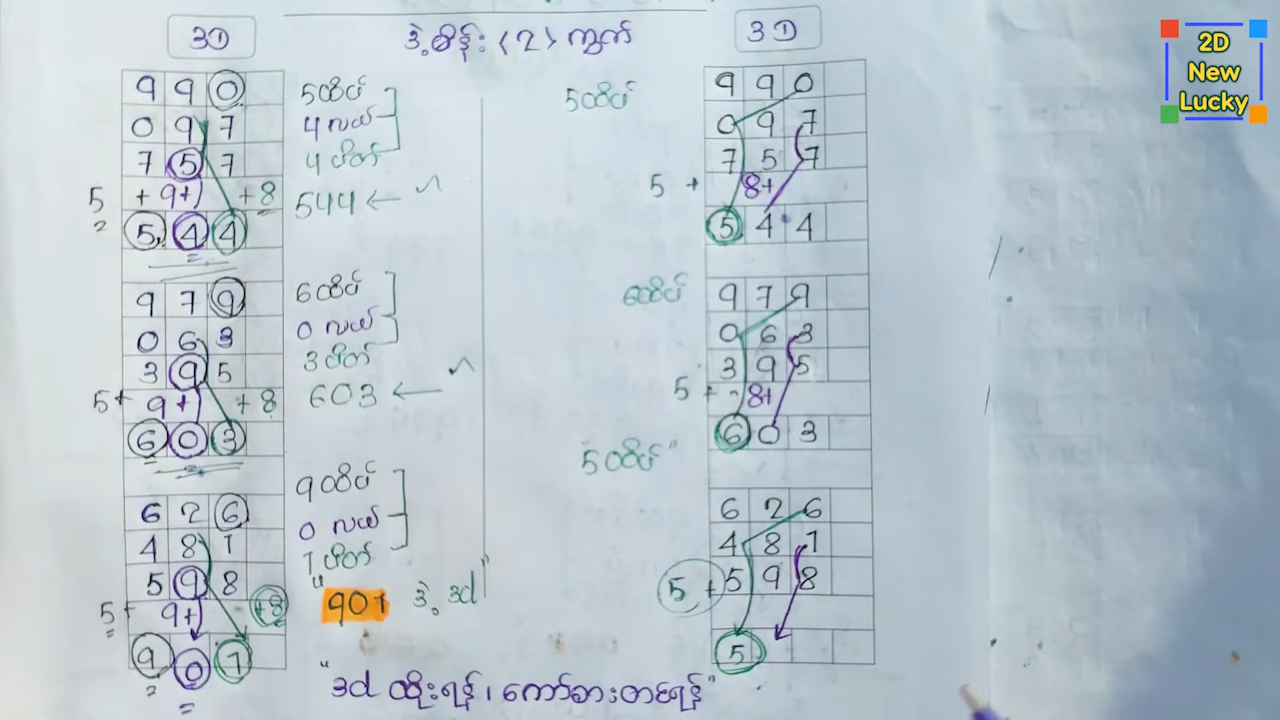 3D
ဒဲ့စိန်း (2) ကွက်
3D
2D
New
Lucky
9 9 0
0 9 7
7 5 7
5 + 9+ +8
5 4 4
5 ထိပ်
4 လယ်
4 ပိတ်
544 ←
9 7 9
0 6 3
3 9 5
5+ 9+ +8
6 0 3
6 ထိပ်
0 လယ်
3 ပိတ်
603 ←
6 2 6
4 8 1
5 9 8
5+ 9+ +8
9 0 1
9 ထိပ်
0 လယ်
1 ပိတ်
"901 ဒဲ့ 3d"
5 ထိပ်
9 9 0
0 9 7
7 5 7
5 + 8+
5 4 4
6 ထိပ်
9 7 9
0 6 3
3 9 5
5 + 8+
6 0 3
5 ထိပ် "
6 2 6
4 8 1
5 + 5 9 8
5
"3d ထိုးရန်၊ ကော်စားတစ်ရန်"